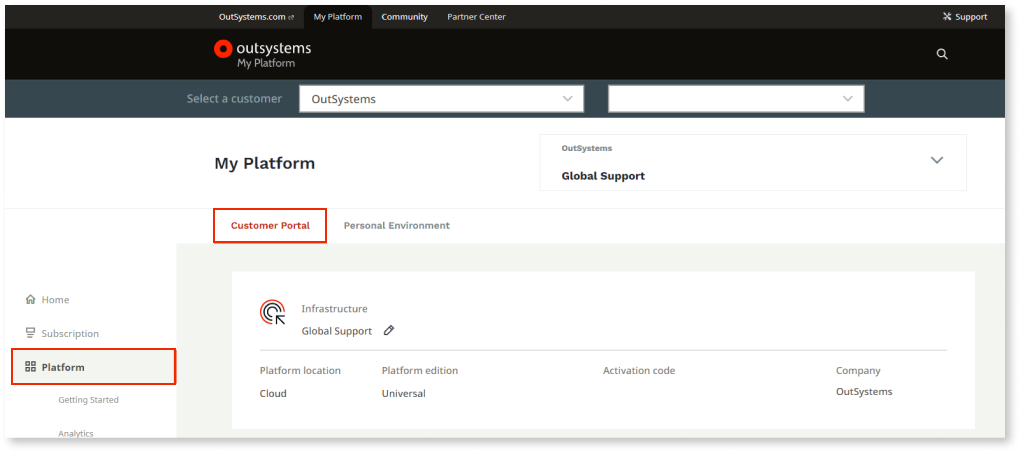 OutSystems.com My Platform Community Partner Center Support
outsystems
My Platform
Select a customer OutSystems
My Platform
OutSystems
Global Support
Customer Portal Personal Environment
Home
Subscription
Platform
Getting Started
Analytics
Infrastructure
Global Support
Platform location Platform edition Activation code Company
Cloud Universal OutSystems